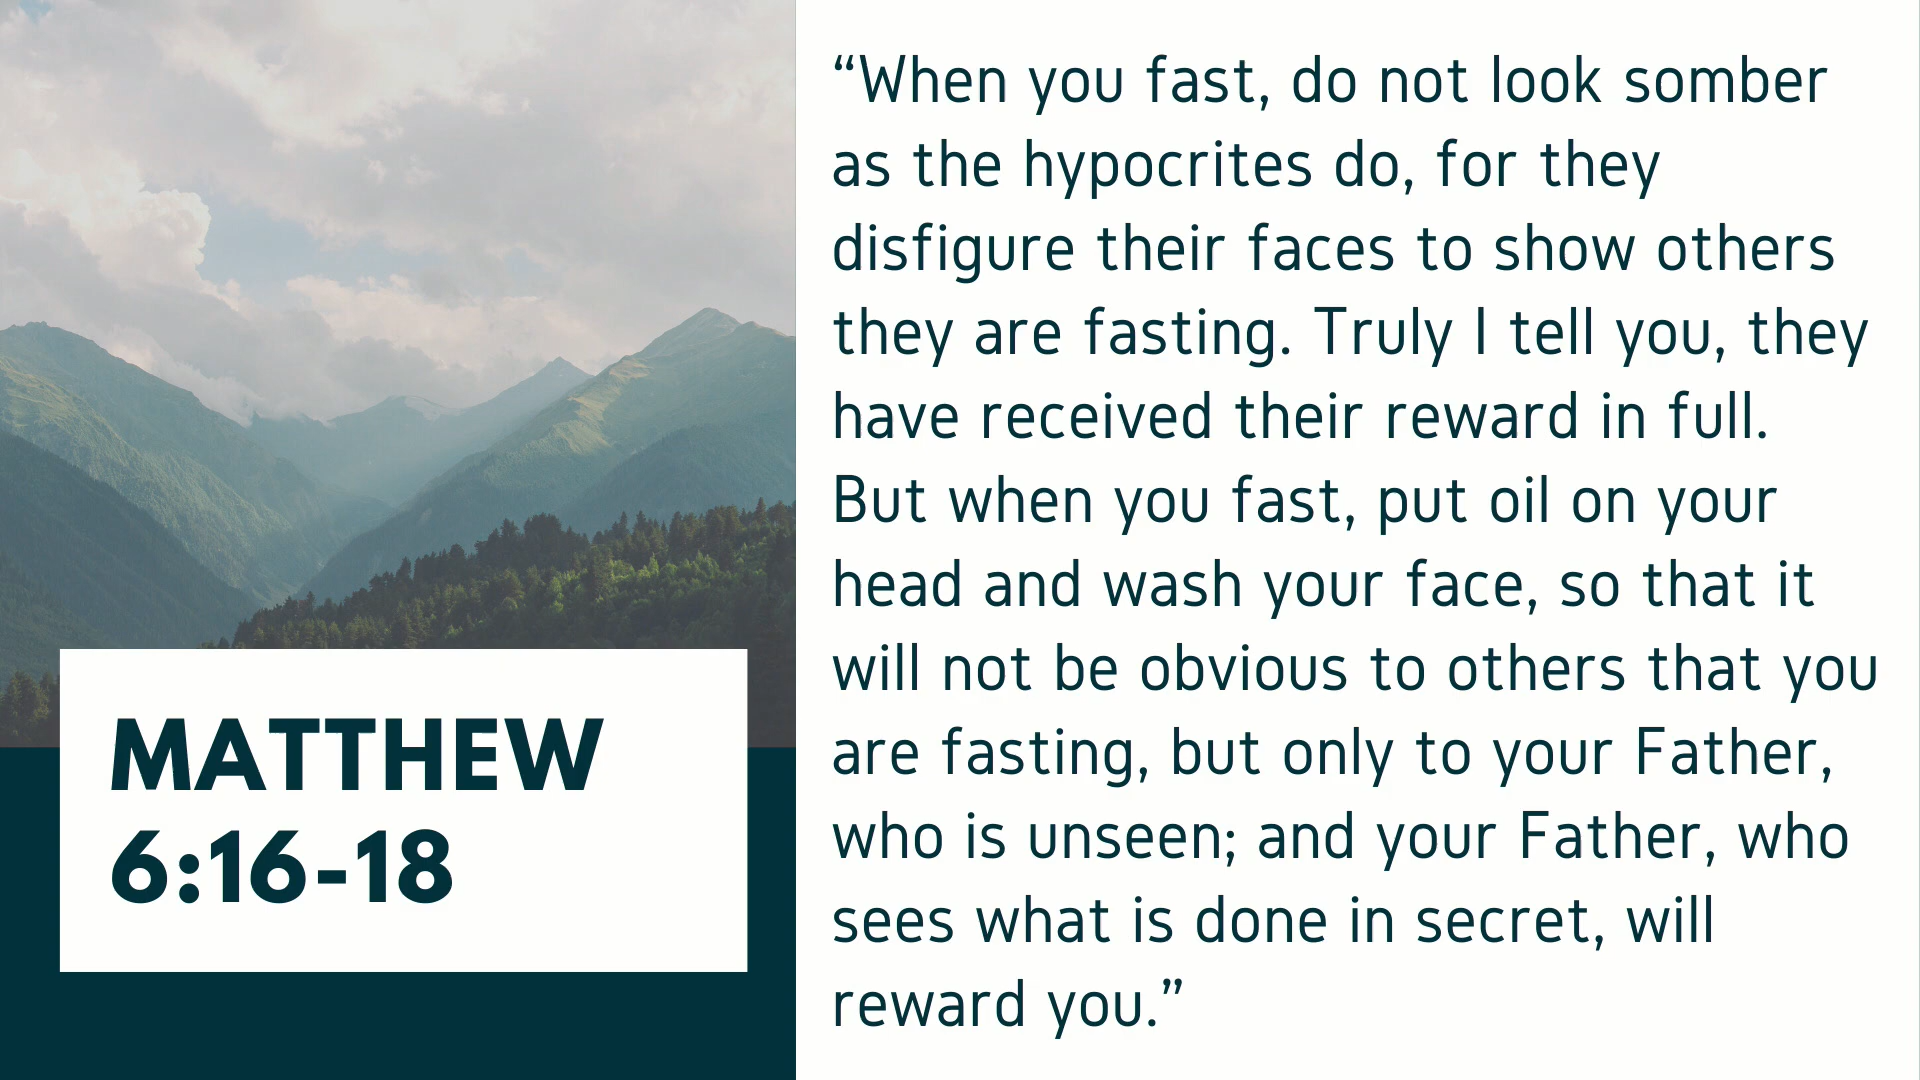 MATTHEW
6:16-18
“When you fast, do not look somber
as the hypocrites do, for they
disfigure their faces to show others
they are fasting. Truly I tell you, they
have received their reward in full.
But when you fast, put oil on your
head and wash your face, so that it
will not be obvious to others that you
are fasting, but only to your Father,
who is unseen; and your Father, who
sees what is done in secret, will
reward you.”